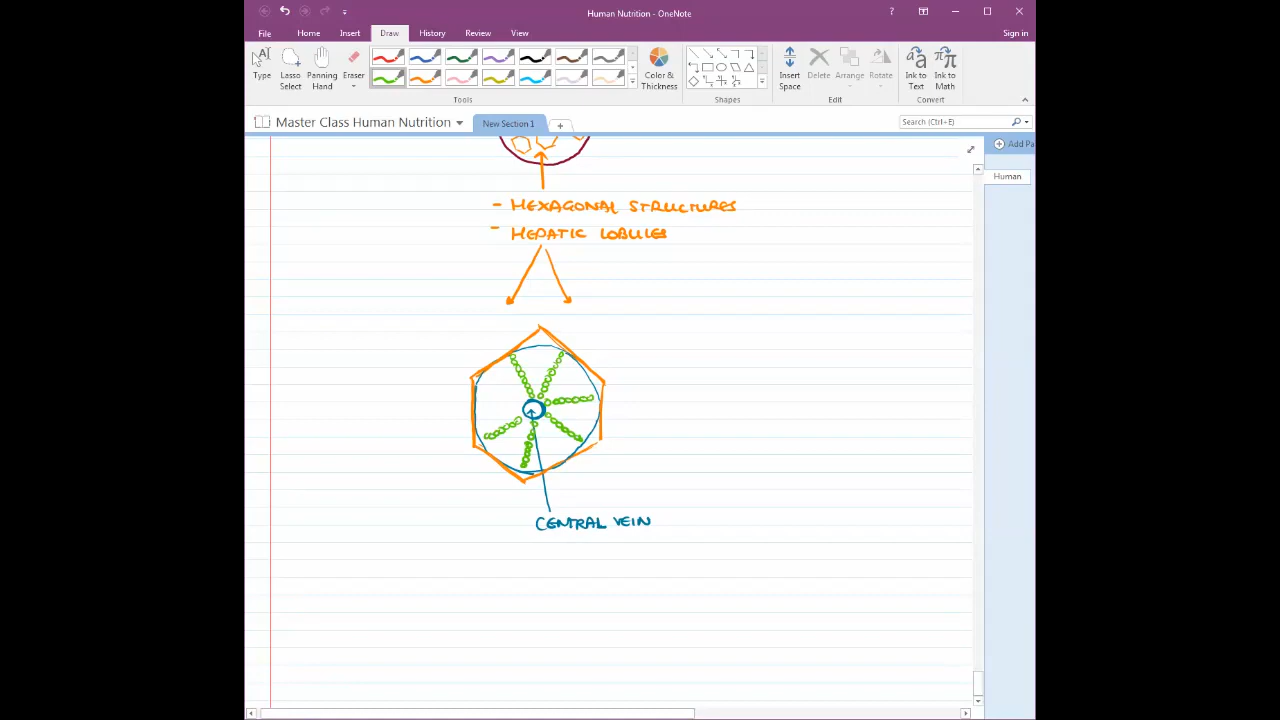 Human Nutrition - OneNote
?
File
Home
Insert
Draw
History
Review
View
Sign in
Type
Lasso Select
Panning Hand
Eraser
Color & Thickness
Insert Space
Delete
Arrange
Rotate
Ink to Text
Ink to Math
Tools
Shapes
Edit
Convert
Master Class Human Nutrition
New Section 1
Search (Ctrl+E)
Add Pa
Human
- HEXAGONAL STRUCTURES
- HEPATIC LOBULES
CENTRAL VEIN